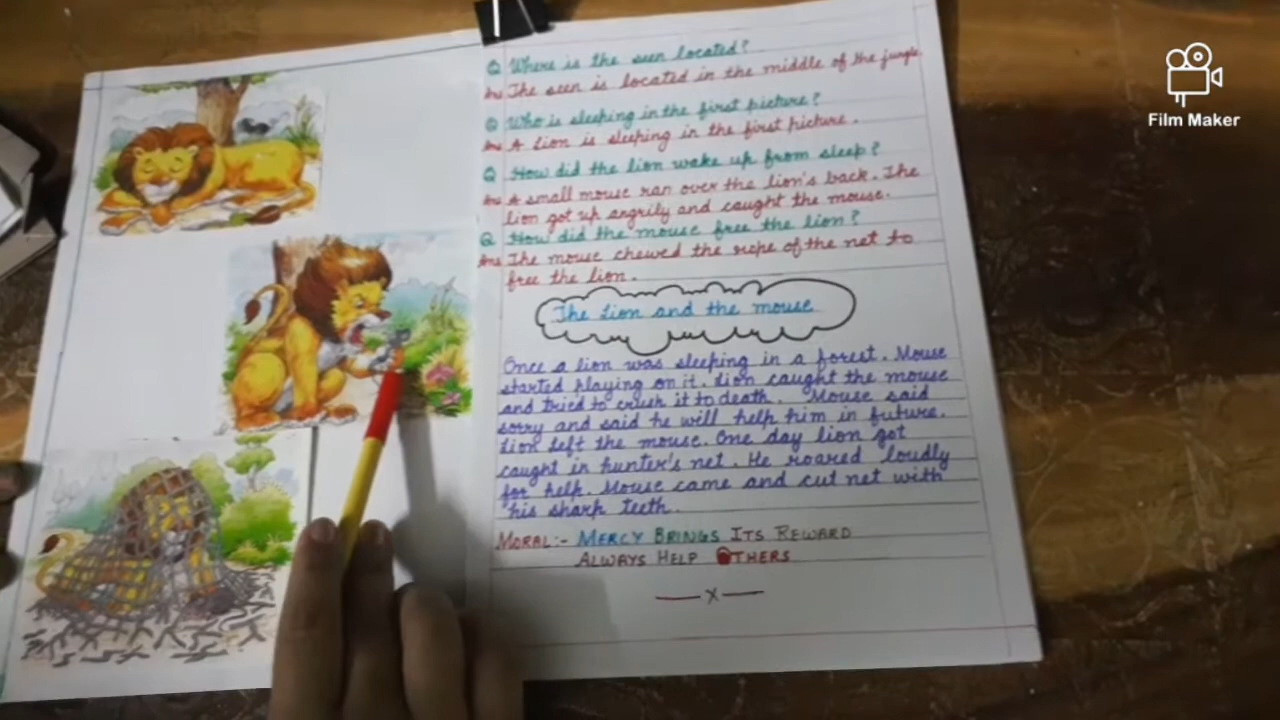 Q Where is the seen located?
Ans The seen is located in the middle of the jungle.
Q Who is sleeping in the first picture?
Ans A Lion is sleeping in the first picture.
Q How did the lion wake up from sleep?
Ans A small mouse ran over the lion's back. The
lion got up angrily and caught the mouse.
Q How did the mouse free the lion?
Ans The mouse chewed the rope of the net to
free the lion.
The Lion and the mouse
Once a lion was sleeping in a forest. Mouse
started playing on it. Lion caught the mouse
and tried to crush it to death. Mouse said
sorry and said he will help him in future.
Lion left the mouse. One day lion got
caught in hunter's net. He roared loudly
for help. Mouse came and cut net with
his sharp teeth.
MORAL:- MERCY BRINGS ITS REWARD
ALWAYS HELP OTHERS
x
Film Maker